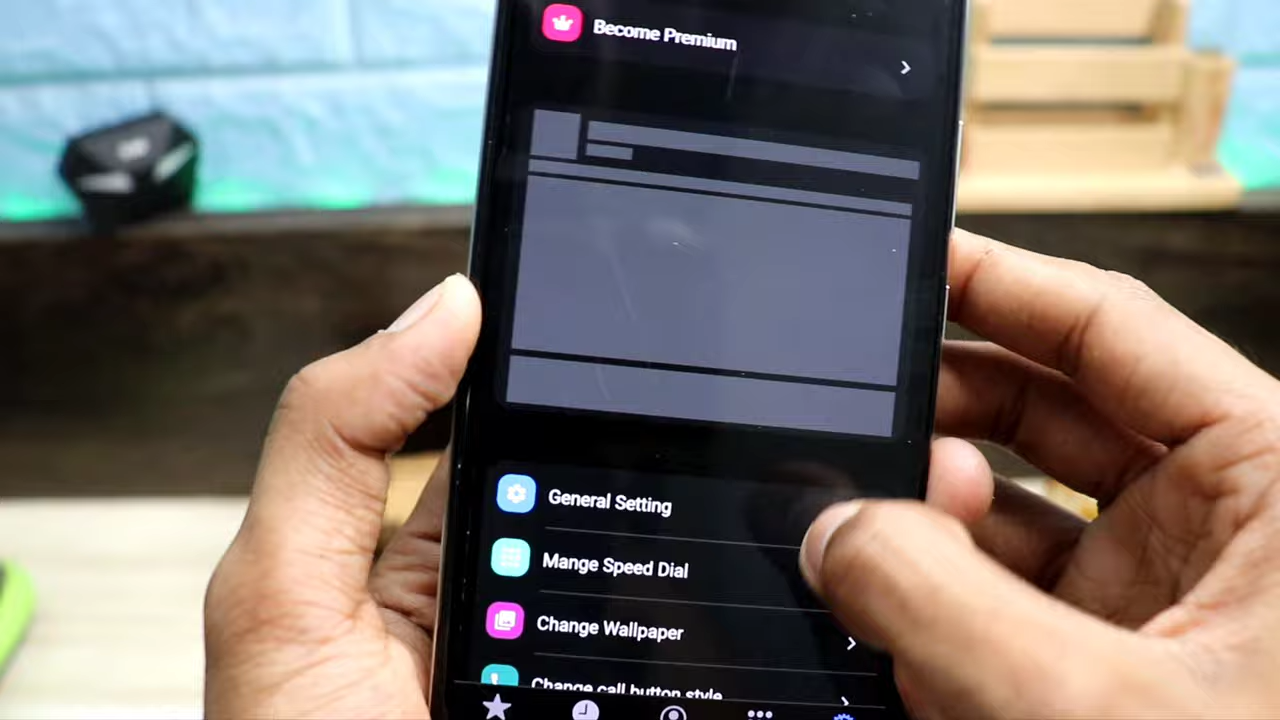 Become Premium
General Setting
Mange Speed Dial
Change Wallpaper
Change call button style